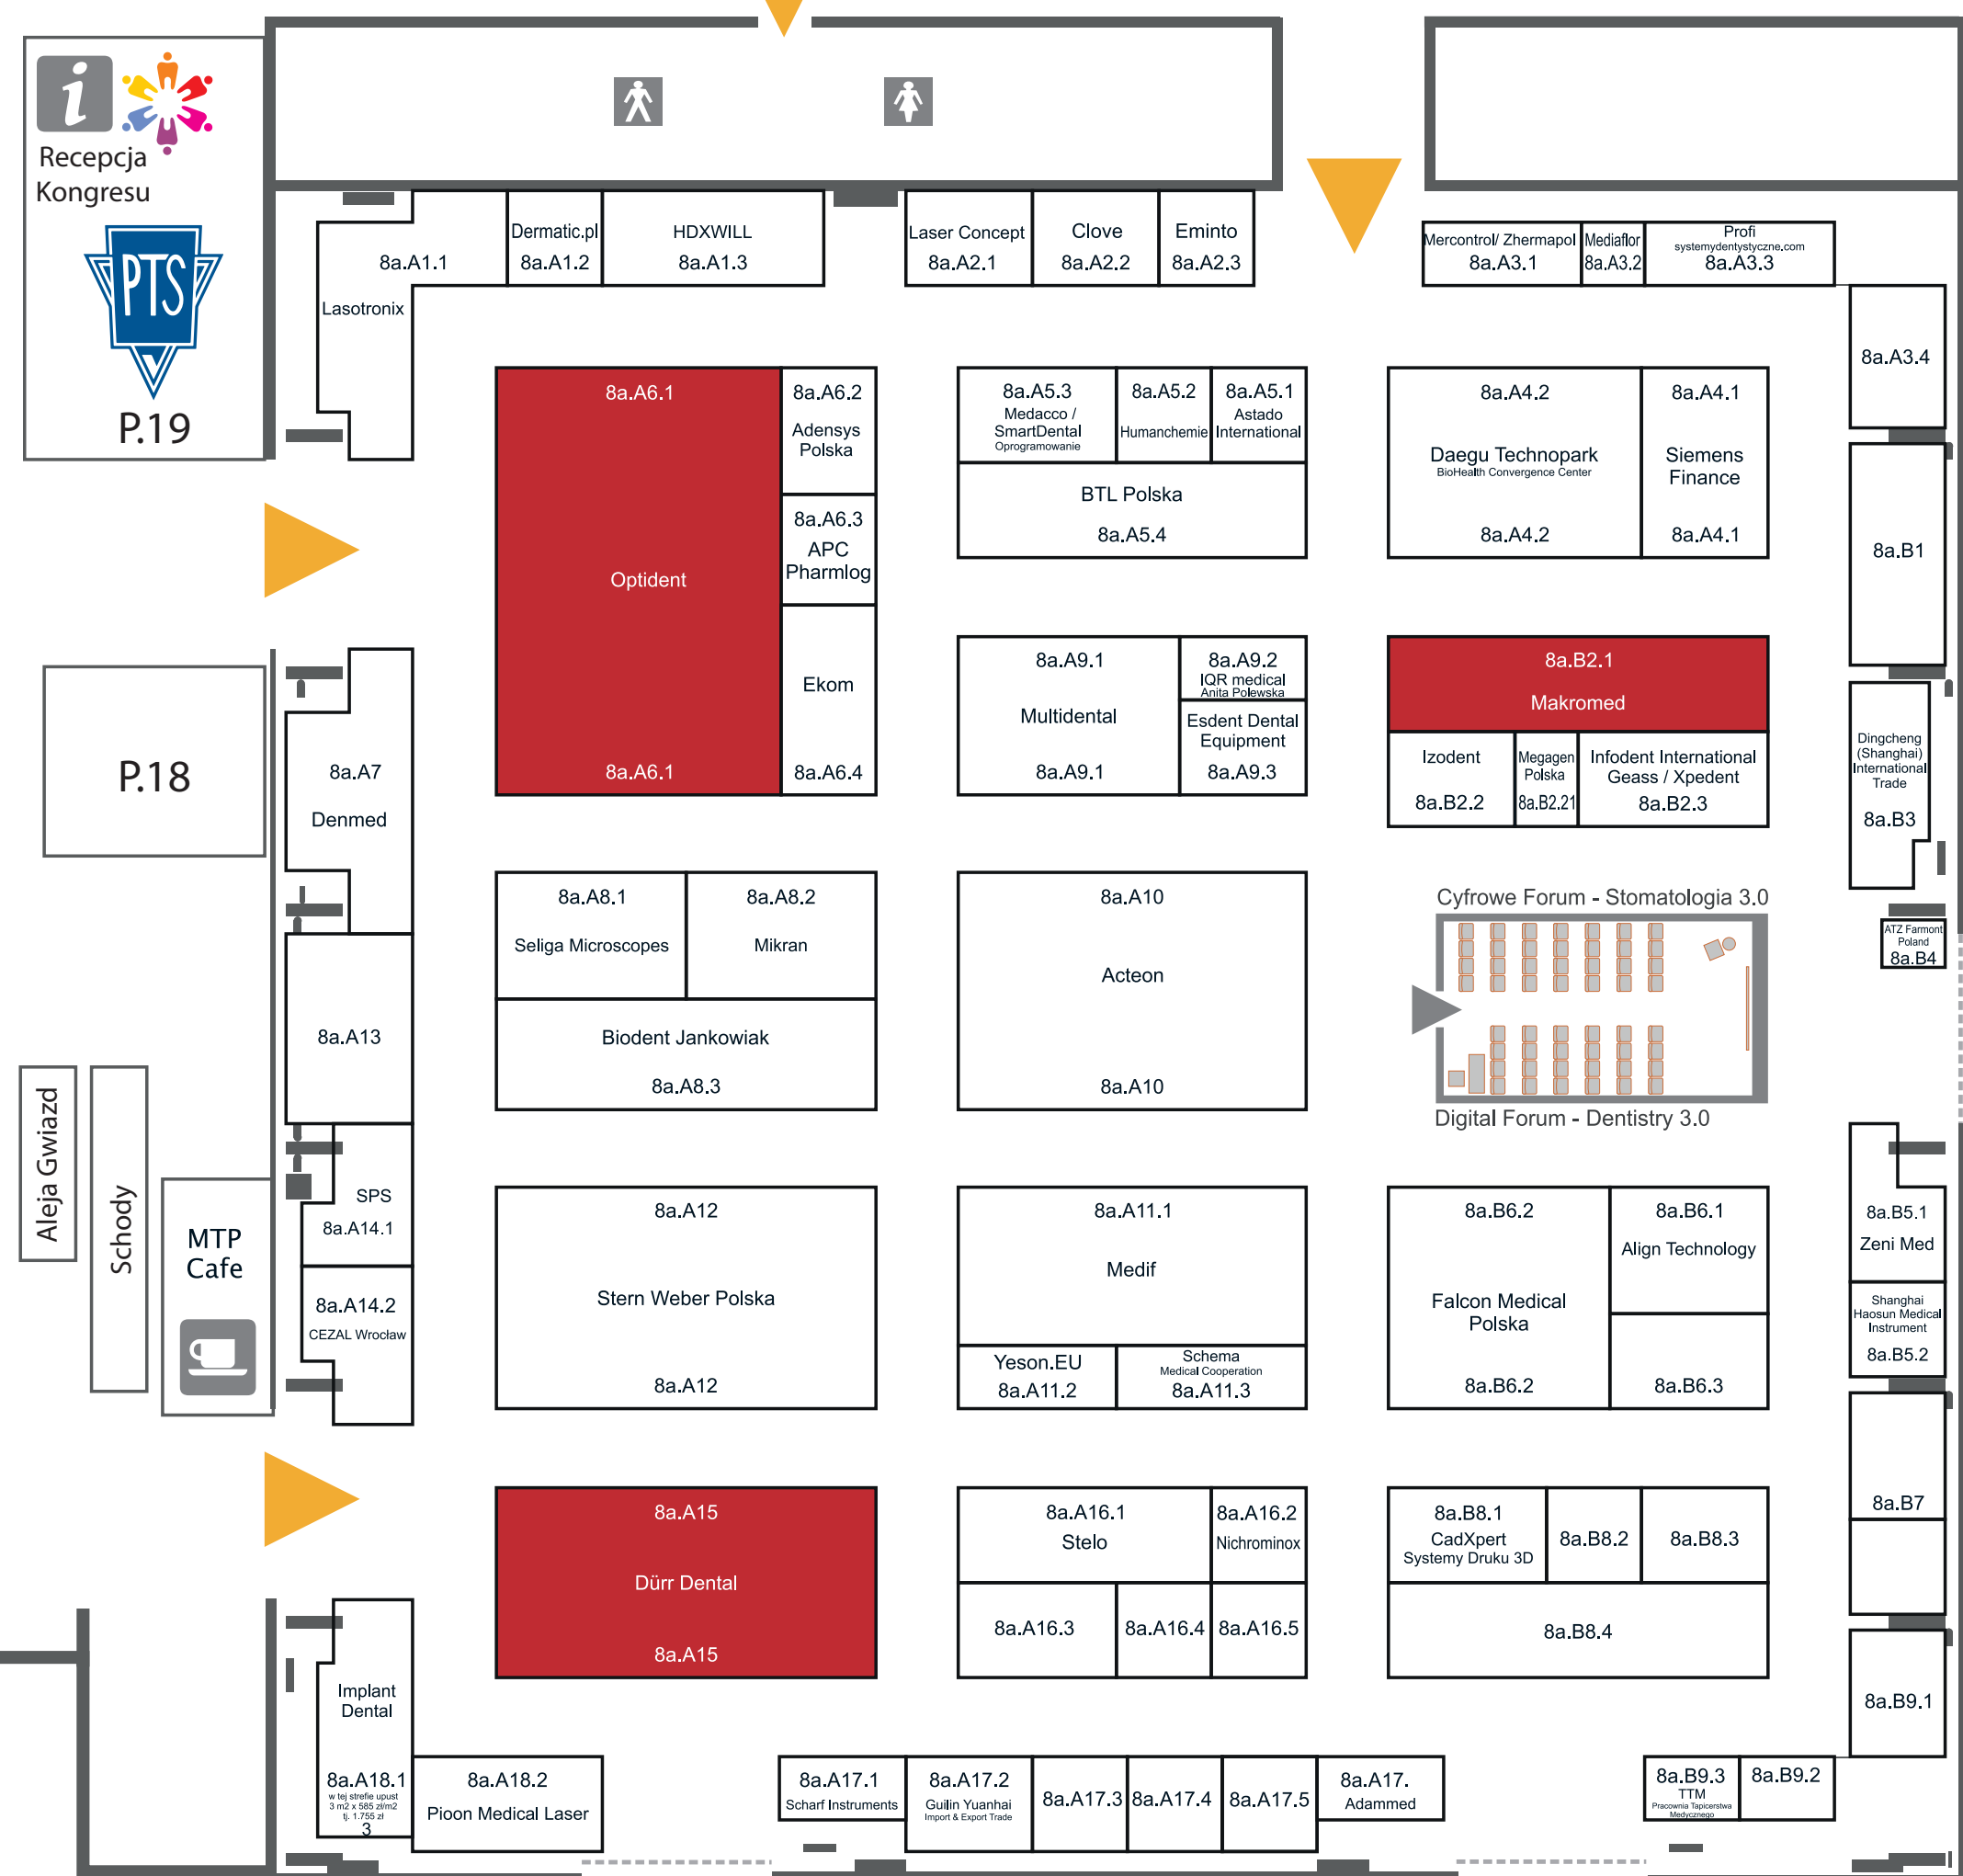 Recepcja
Kongresu
PTS
P.19
8a.A1.1
Lasotronix
Dermatic.pl
8a.A1.2
HDXWILL
8a.A1.3
Laser Concept
8a.A2.1
Clove
8a.A2.2
Eminto
8a.A2.3
Mercontrol/ Zhermapol
8a.A3.1
Mediaflor
8a.A3.2
Profi
systemydentystyczne.com
8a.A3.3
8a.A3.4
8a.A6.1
Optident
8a.A6.1
8a.A6.2
Adensys
Polska
8a.A6.3
APC
Pharmlog
Ekom
8a.A6.4
8a.A5.3
Medacco /
SmartDental
Oprogramowanie
8a.A5.2
Humanchemie
8a.A5.1
Astado
International
BTL Polska
8a.A5.4
8a.A4.2
Daegu Technopark
BioHealth Convergence Center
8a.A4.2
8a.A4.1
Siemens
Finance
8a.A4.1
8a.B1
P.18
8a.A7
Denmed
8a.A9.1
Multidental
8a.A9.1
8a.A9.2
IQR medical
Anita Polewska
Esdent Dental
Equipment
8a.A9.3
8a.B2.1
Makromed
Izodent
8a.B2.2
Megagen
Polska
8a.B2.21
Infodent International
Geass / Xpedent
8a.B2.3
Dingcheng
(Shanghai)
International
Trade
8a.B3
8a.A8.1
Seliga Microscopes
8a.A8.2
Mikran
Biodent Jankowiak
8a.A8.3
8a.A10
Acteon
8a.A10
Cyfrowe Forum - Stomatologia 3.0
Digital Forum - Dentistry 3.0
ATZ Farmont
Poland
8a.B4
8a.A13
Aleja Gwiazd
Schody
MTP
Cafe
SPS
8a.A14.1
8a.A14.2
CEZAL Wrocław
8a.A12
Stern Weber Polska
8a.A12
8a.A11.1
Medif
Yeson.EU
8a.A11.2
Schema
Medical Cooperation
8a.A11.3
8a.B6.2
Falcon Medical
Polska
8a.B6.2
8a.B6.1
Align Technology
8a.B6.3
8a.B5.1
Zeni Med
Shanghai
Haosun Medical
Instrument
8a.B5.2
8a.A15
Dürr Dental
8a.A15
8a.A16.1
Stelo
8a.A16.2
Nichrominox
8a.A16.3
8a.A16.4
8a.A16.5
8a.B8.1
CadXpert
Systemy Druku 3D
8a.B8.2
8a.B8.3
8a.B8.4
8a.B7
8a.B9.1
Implant
Dental
8a.A18.1
w tej strefie upust
3 m2 x 585 zł/m2
tj. 1.755 zł
3
8a.A18.2
Pioon Medical Laser
8a.A17.1
Scharf Instruments
8a.A17.2
Guilin Yuanhai
Import & Export Trade
8a.A17.3
8a.A17.4
8a.A17.5
8a.A17.
Adammed
8a.B9.3
TTM
Pracownia Tapicerstwa
Medycznego
8a.B9.2